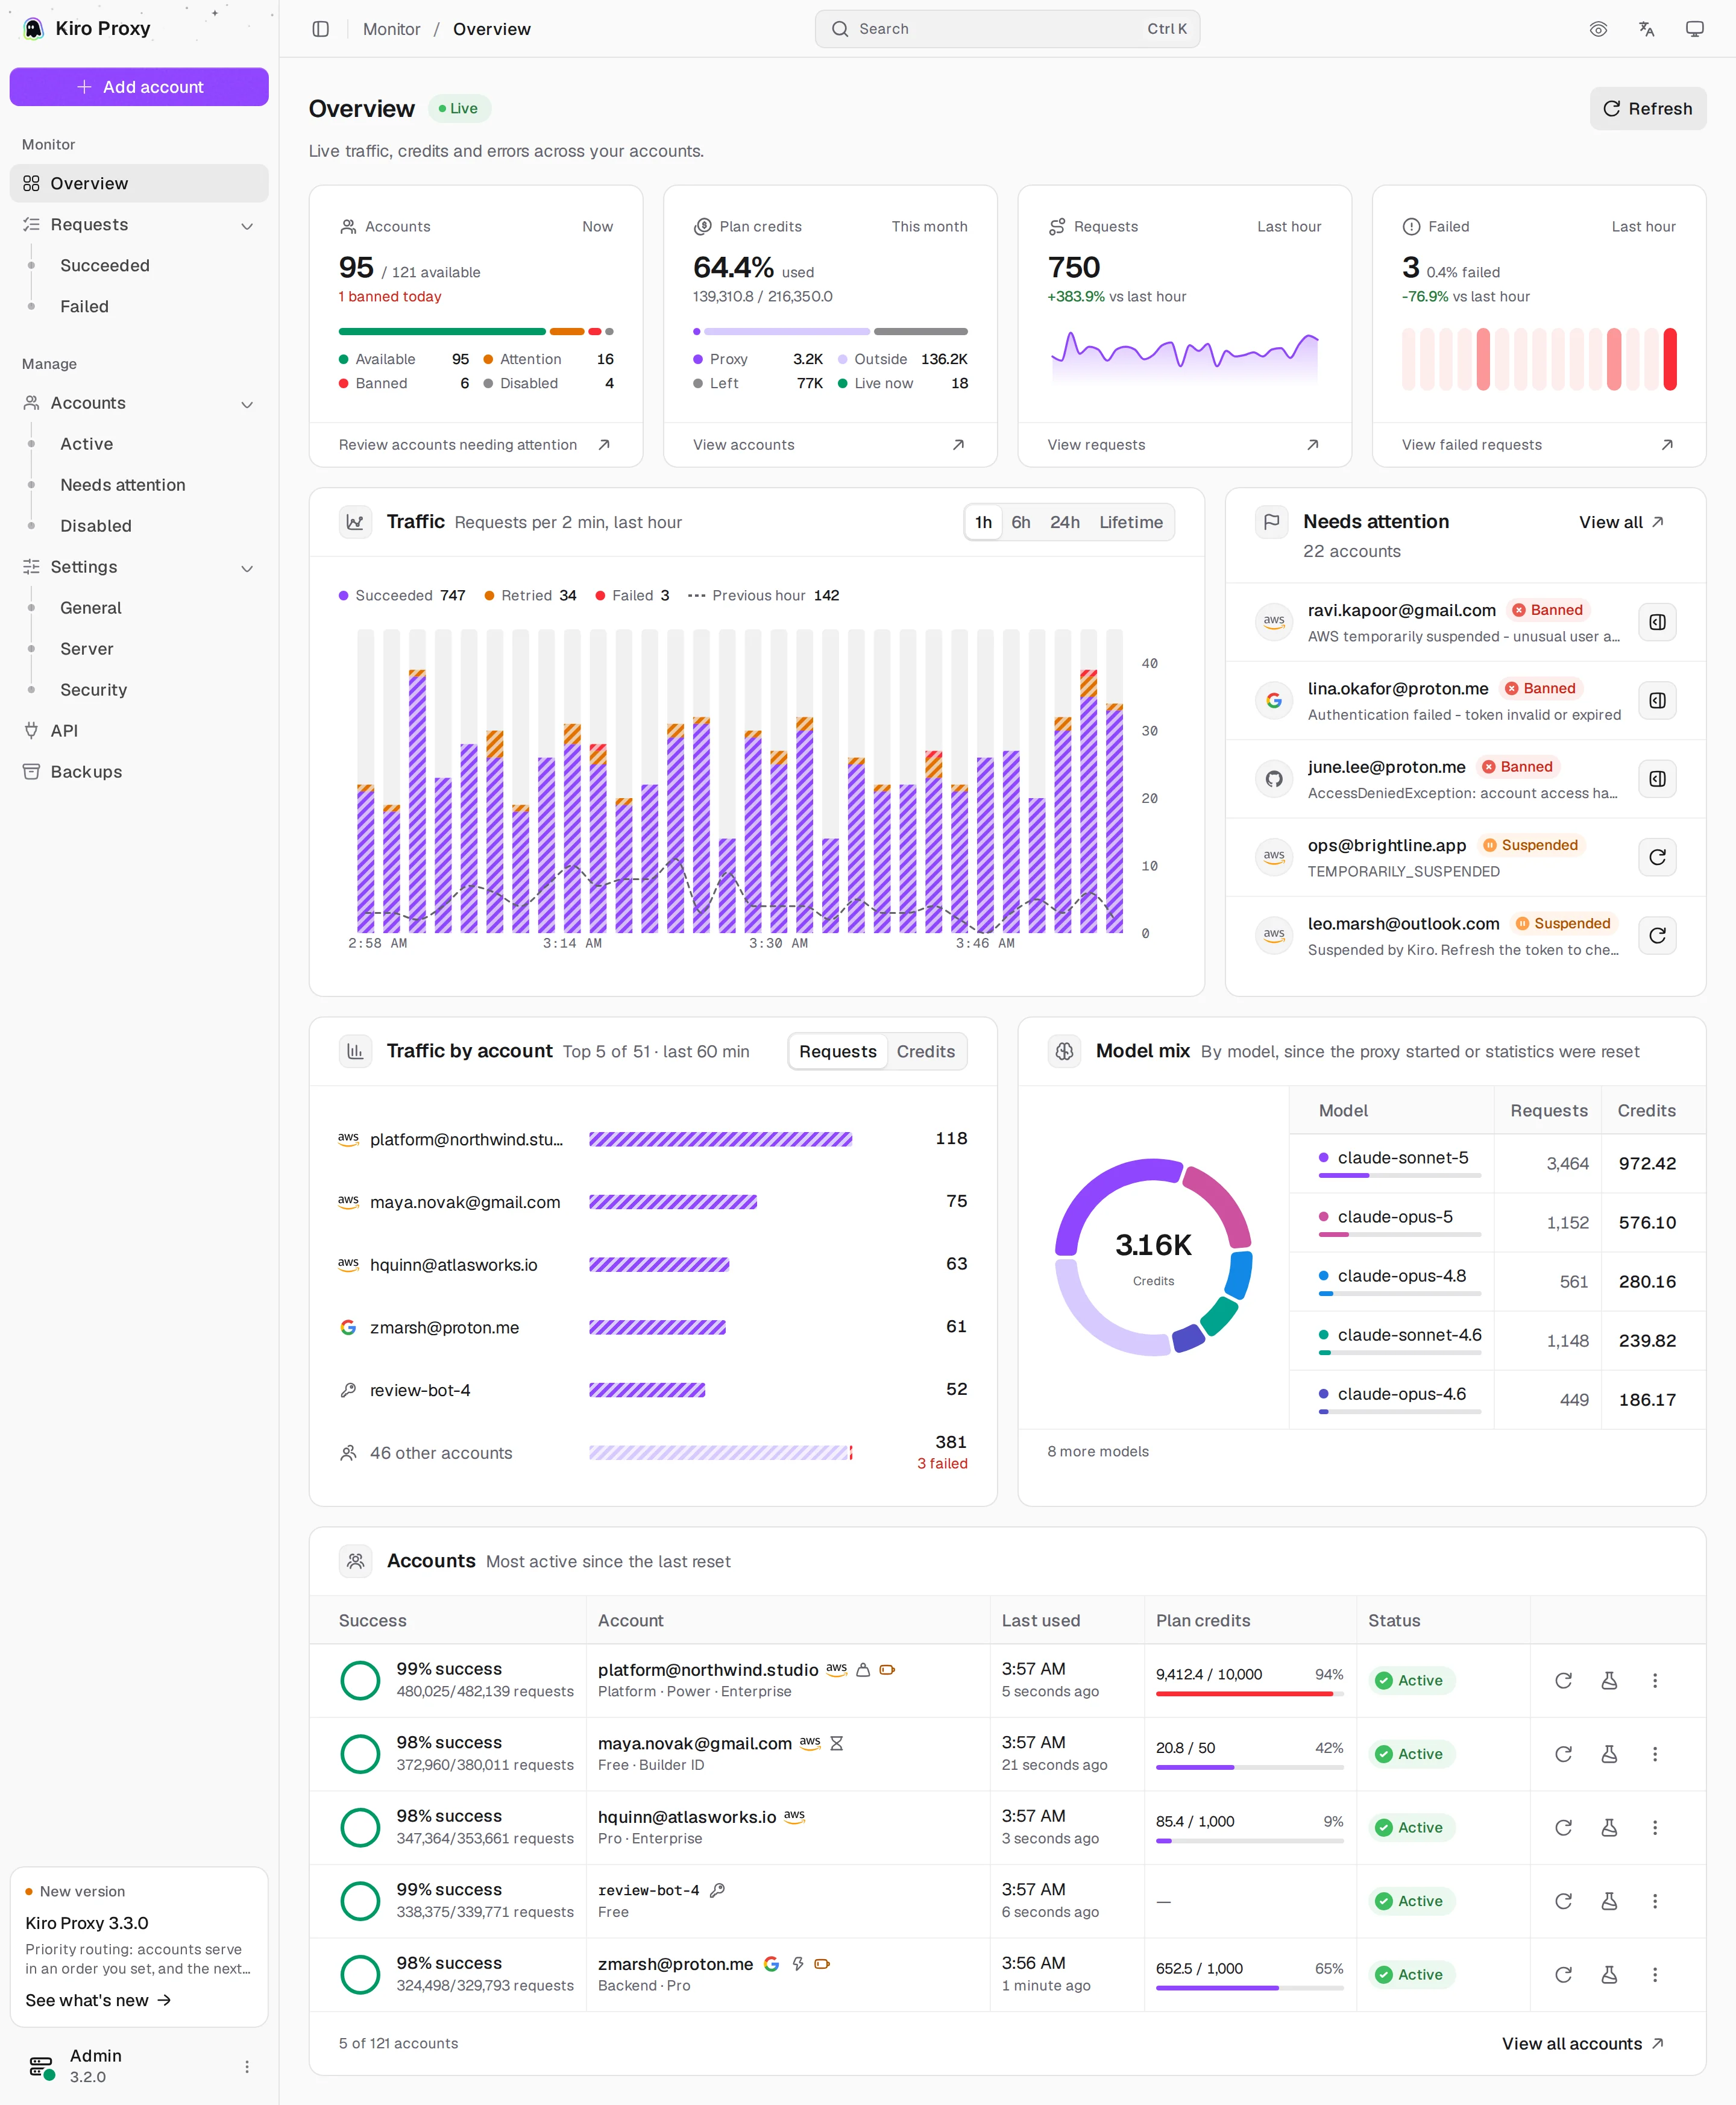 Kiro Proxy
Add account
Monitor
Overview
Requests
Succeeded
Failed
Manage
Accounts
Active
Needs attention
Disabled
Settings
General
Server
Security
API
Backups
New version
Kiro Proxy 3.3.0
Priority routing: accounts serve
in an order you set, and the next…
See what's new
Admin
3.2.0
Monitor / Overview
Search Ctrl K
Overview Live
Refresh
Live traffic, credits and errors across your accounts.
Accounts Now
95 / 121 available
1 banned today
Available 95 Attention 16
Banned 6 Disabled 4
Review accounts needing attention
Plan credits This month
64.4% used
139,310.8 / 216,350.0
Proxy 3.2K Outside 136.2K
Left 77K Live now 18
View accounts
Requests Last hour
750
+383.9% vs last hour
View requests
Failed Last hour
3 0.4% failed
-76.9% vs last hour
View failed requests
Traffic Requests per 2 min, last hour
1h 6h 24h Lifetime
Succeeded 747 Retried 34 Failed 3 Previous hour 142
40
30
20
10
0
2:58 AM 3:14 AM 3:30 AM 3:46 AM
Needs attention View all
22 accounts
aws ravi.kapoor@gmail.com Banned
AWS temporarily suspended - unusual user a…
lina.okafor@proton.me Banned
Authentication failed - token invalid or expired
june.lee@proton.me Banned
AccessDeniedException: account access ha…
aws ops@brightline.app Suspended
TEMPORARILY_SUSPENDED
aws leo.marsh@outlook.com Suspended
Suspended by Kiro. Refresh the token to che…
Traffic by account Top 5 of 51 · last 60 min
Requests Credits
aws platform@northwind.stu… 118
aws maya.novak@gmail.com 75
aws hquinn@atlasworks.io 63
zmarsh@proton.me 61
review-bot-4 52
46 other accounts 381
3 failed
Model mix By model, since the proxy started or statistics were reset
3.16K
Credits
Model Requests Credits
claude-sonnet-5 3,464 972.42
claude-opus-5 1,152 576.10
claude-opus-4.8 561 280.16
claude-sonnet-4.6 1,148 239.82
claude-opus-4.6 449 186.17
8 more models
Accounts Most active since the last reset
Success Account Last used Plan credits Status
99% success platform@northwind.studio aws 3:57 AM 9,412.4 / 10,000 94% Active
480,025/482,139 requests Platform · Power · Enterprise 5 seconds ago
98% success maya.novak@gmail.com aws 3:57 AM 20.8 / 50 42% Active
372,960/380,011 requests Free · Builder ID 21 seconds ago
98% success hquinn@atlasworks.io aws 3:57 AM 85.4 / 1,000 9% Active
347,364/353,661 requests Pro · Enterprise 3 seconds ago
99% success review-bot-4 3:57 AM — Active
338,375/339,771 requests Free 6 seconds ago
98% success zmarsh@proton.me 3:56 AM 652.5 / 1,000 65% Active
324,498/329,793 requests Backend · Pro 1 minute ago
5 of 121 accounts View all accounts